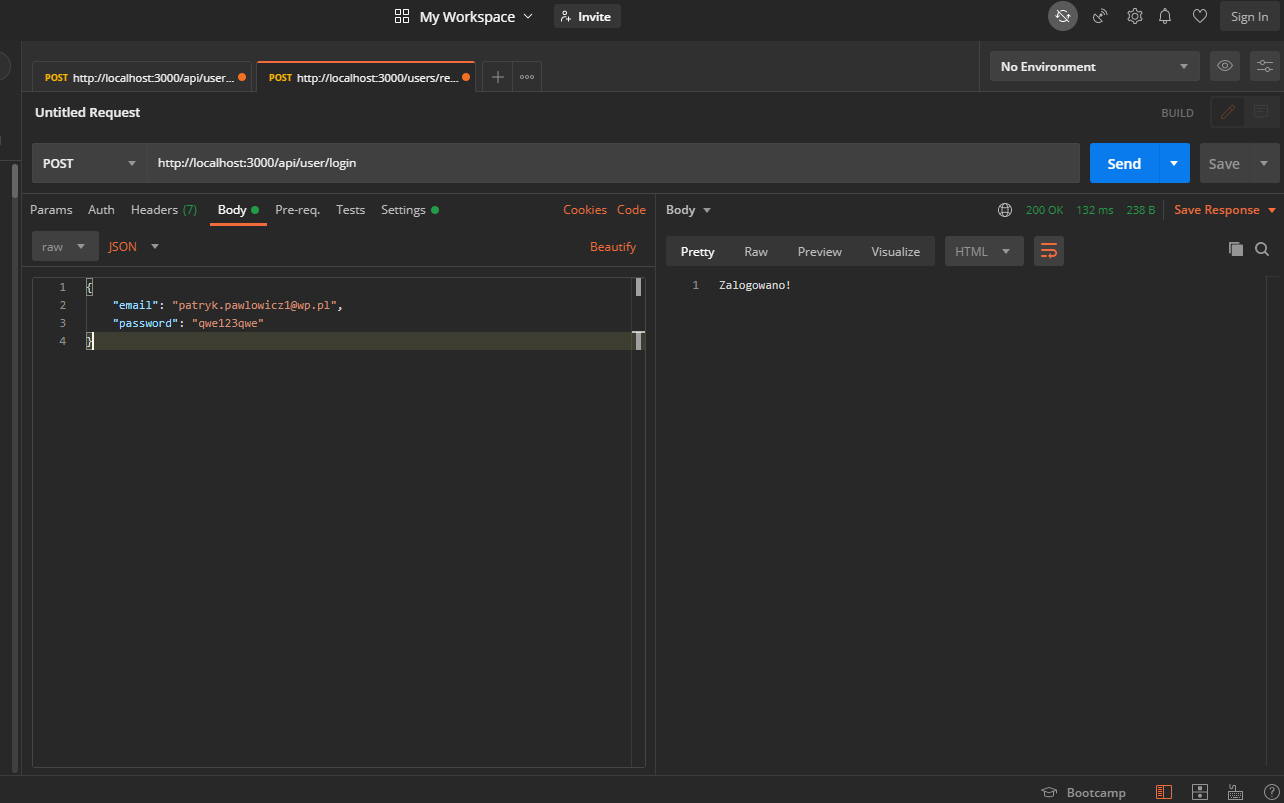 My Workspace
Invite
Sign In
POST http://localhost:3000/api/user...
POST http://localhost:3000/users/re...
No Environment
Untitled Request
BUILD
POST
http://localhost:3000/api/user/login
Send
Save
Params Auth Headers (7) Body Pre-req. Tests Settings Cookies Code
Body
200 OK 132 ms 238 B Save Response
raw JSON Beautify
Pretty Raw Preview Visualize HTML
1 {
2 "email": "patryk.pawlowicz1@wp.pl",
3 "password": "qwe123qwe"
4 }
1 Zalogowano!
Bootcamp